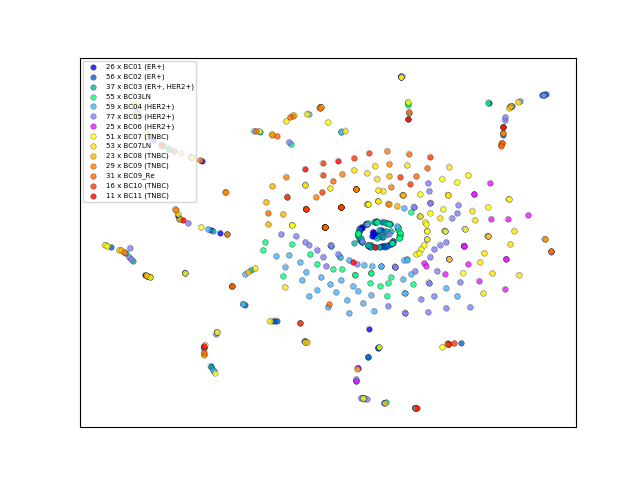 26 x BC01 (ER+)
56 x BC02 (ER+)
37 x BC03 (ER+, HER2+)
55 x BC03LN
59 x BC04 (HER2+)
77 x BC05 (HER2+)
25 x BC06 (HER2+)
51 x BC07 (TNBC)
53 x BC07LN
23 x BC08 (TNBC)
29 x BC09 (TNBC)
31 x BC09_Re
16 x BC10 (TNBC)
11 x BC11 (TNBC)